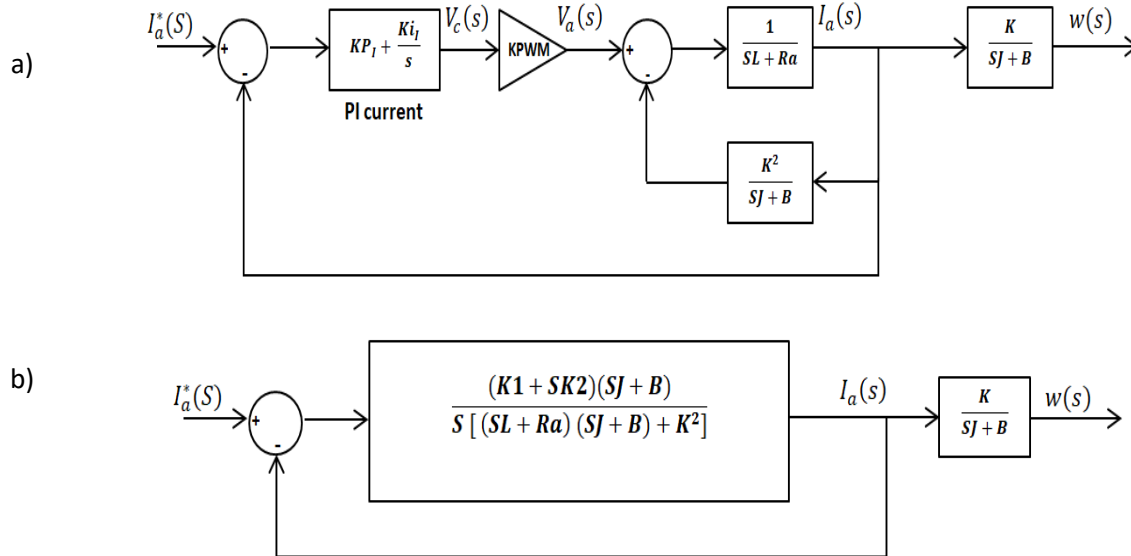 a)
I_a^*(S)
+
-
KP_I + Ki_I/s
PI current
V_c(s)
KPWM
V_a(s)
+
-
1/(SL + Ra)
I_a(s)
K/(SJ + B)
w(s)
K^2/(SJ + B)
b)
I_a^*(S)
+
-
(K1 + SK2)(SJ + B)/S [ (SL + Ra) (SJ + B) + K^2]
I_a(s)
K/(SJ + B)
w(s)